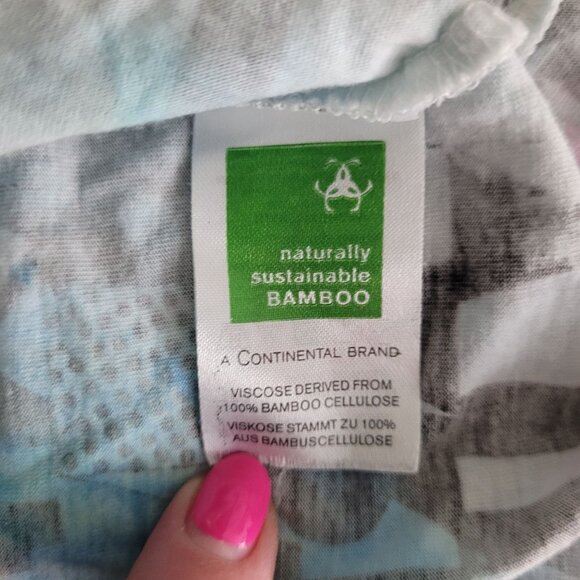 naturally
sustainable
BAMBOO
A CONTINENTAL BRAND
VISCOSE DERIVED FROM
100% BAMBOO CELLULOSE
VISKOSE STAMMT ZU 100%
AUS BAMBUSCELLULOSE